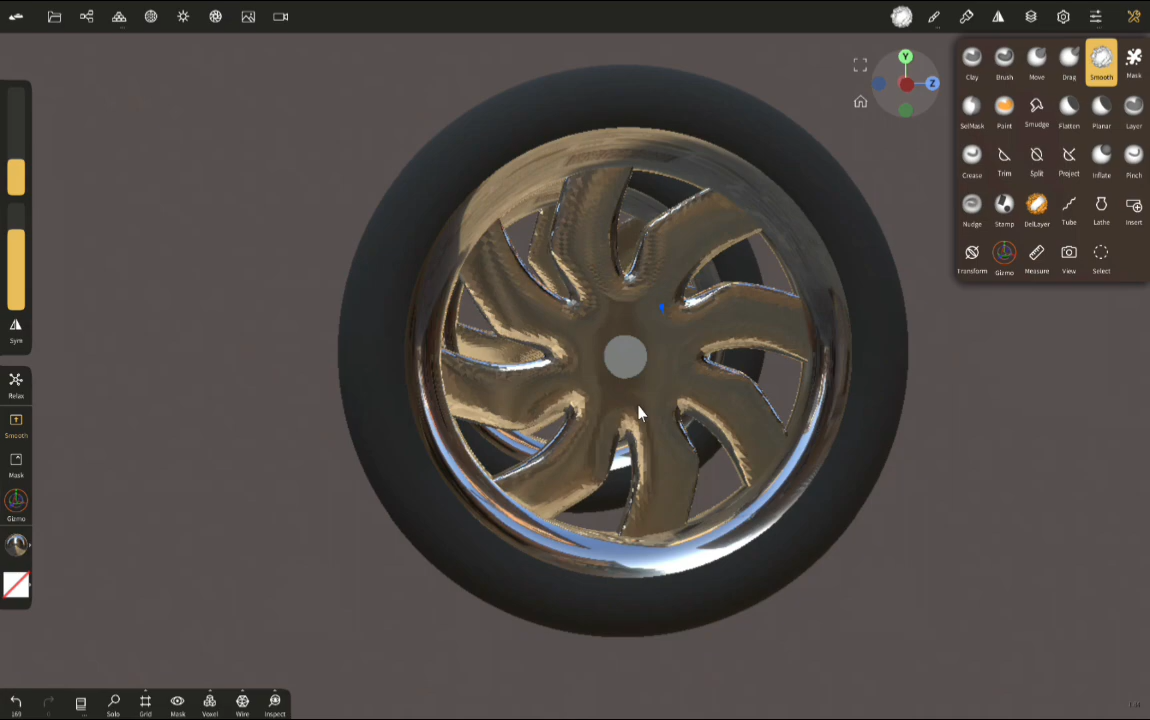 Y
Z
Clay Brush Move Drag Smooth Mask
SelMask Paint Smudge Flatten Planar Layer
Crease Trim Split Project Inflate Pinch
Nudge Stamp DelLayer Tube Lathe Insert
Transform Gizmo Measure View Select
Sym
Relax
Smooth
Mask
Gizmo
169 0 ... Solo Grid Mask Voxel Wire Inspect